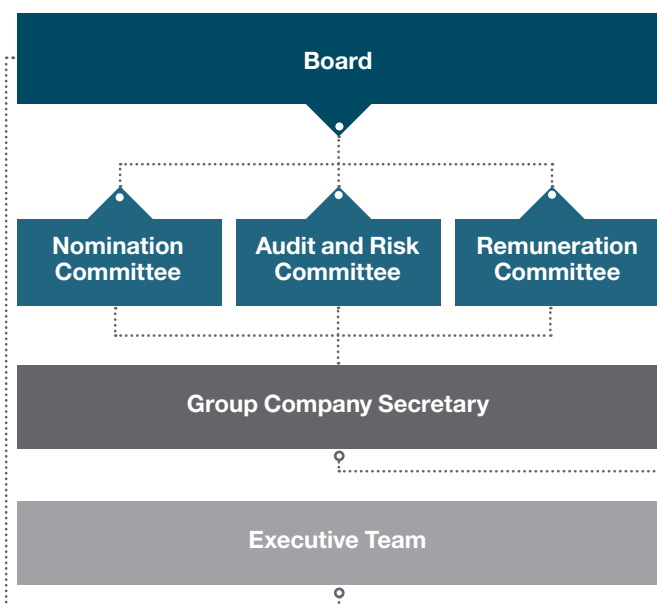 Board
Nomination
Committee
Audit and Risk
Committee
Remuneration
Committee
Group Company Secretary
Executive Team